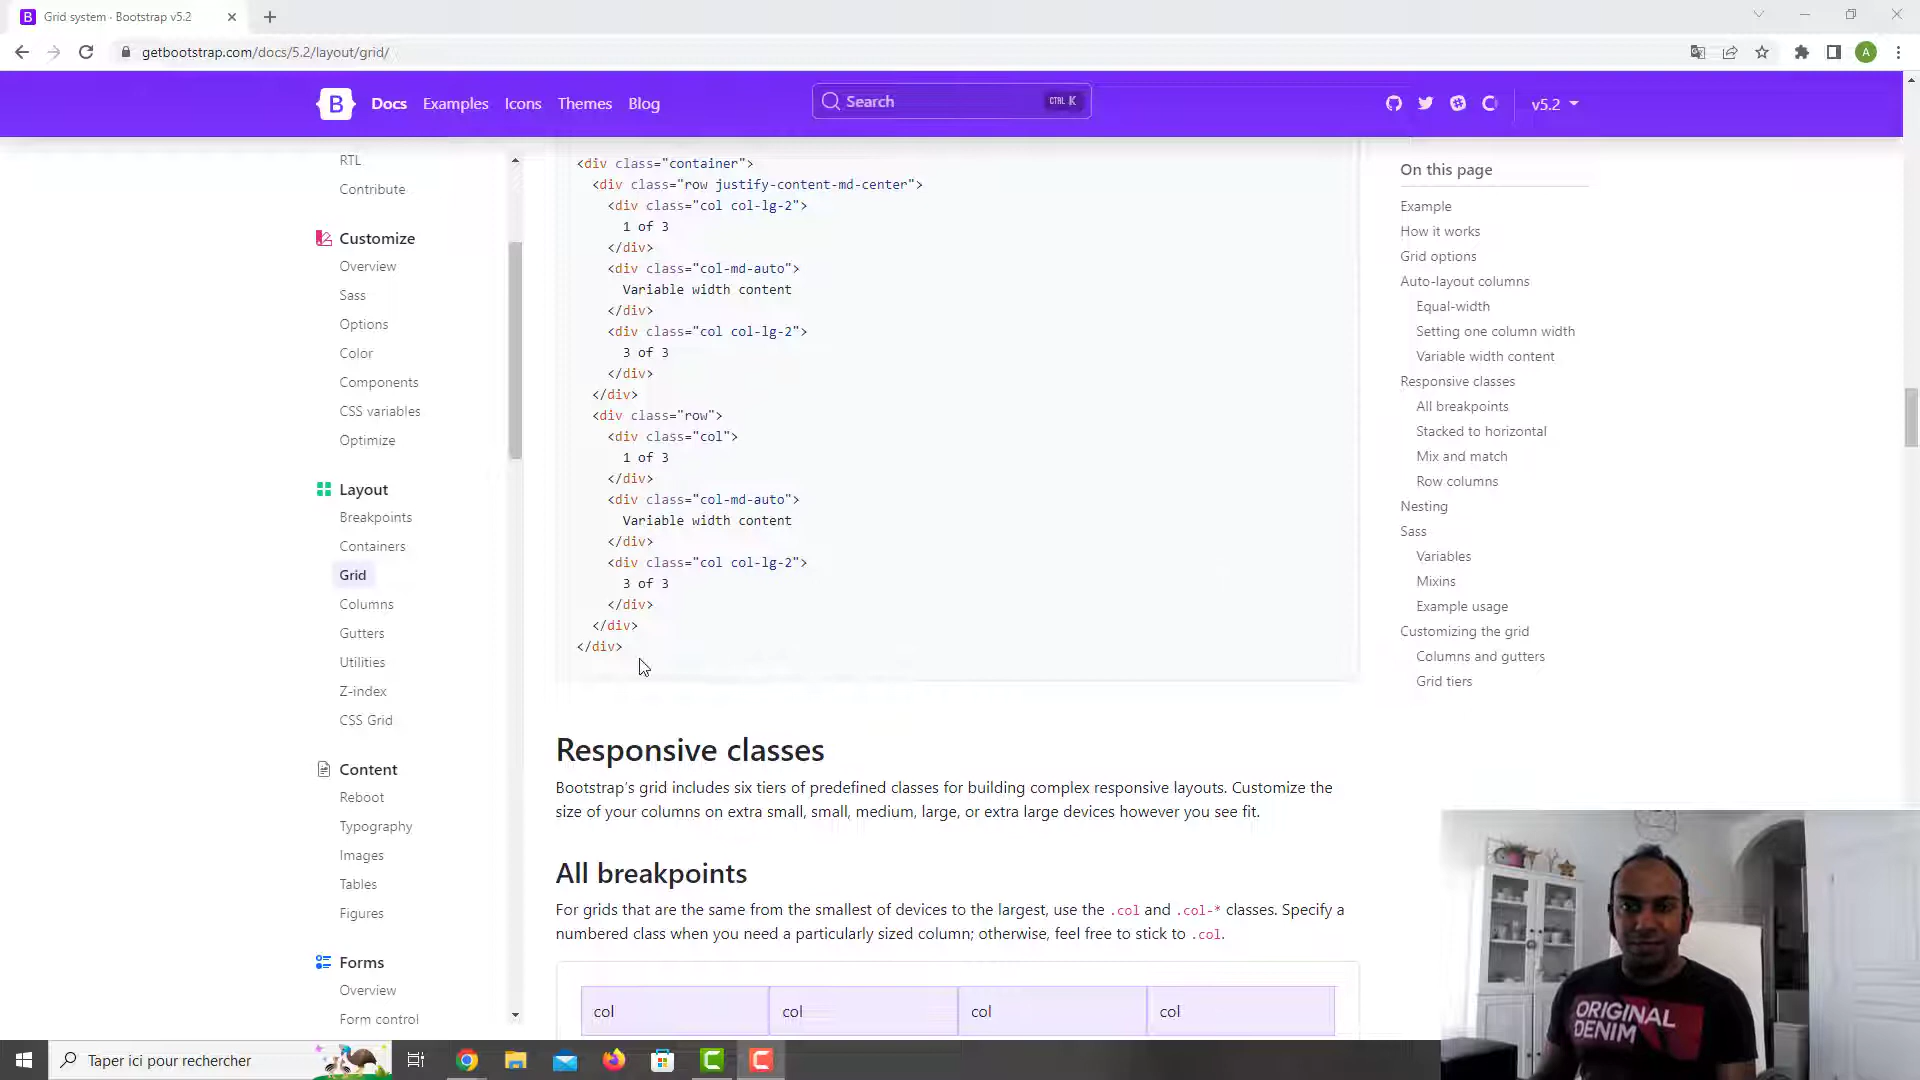 Grid system · Bootstrap v5.2
getbootstrap.com/docs/5.2/layout/grid/
A
B
Docs
Examples
Icons
Themes
Blog
Search
CTRL K
v5.2
RTL
Contribute
Customize
Overview
Sass
Options
Color
Components
CSS variables
Optimize
Layout
Breakpoints
Containers
Grid
Columns
Gutters
Utilities
Z-index
CSS Grid
Content
Reboot
Typography
Images
Tables
Figures
Forms
Overview
Form control
<div class="container">
<div class="row justify-content-md-center">
<div class="col col-lg-2">
1 of 3
</div>
<div class="col-md-auto">
Variable width content
</div>
<div class="col col-lg-2">
3 of 3
</div>
</div>
<div class="row">
<div class="col">
1 of 3
</div>
<div class="col-md-auto">
Variable width content
</div>
<div class="col col-lg-2">
3 of 3
</div>
</div>
</div>
Responsive classes
Bootstrap's grid includes six tiers of predefined classes for building complex responsive layouts. Customize the
size of your columns on extra small, small, medium, large, or extra large devices however you see fit.
All breakpoints
For grids that are the same from the smallest of devices to the largest, use the .col and .col-* classes. Specify a
numbered class when you need a particularly sized column; otherwise, feel free to stick to .col.
col
col
col
col
On this page
Example
How it works
Grid options
Auto-layout columns
Equal-width
Setting one column width
Variable width content
Responsive classes
All breakpoints
Stacked to horizontal
Mix and match
Row columns
Nesting
Sass
Variables
Mixins
Example usage
Customizing the grid
Columns and gutters
Grid tiers
ORIGINAL
DENIM
Taper ici pour rechercher